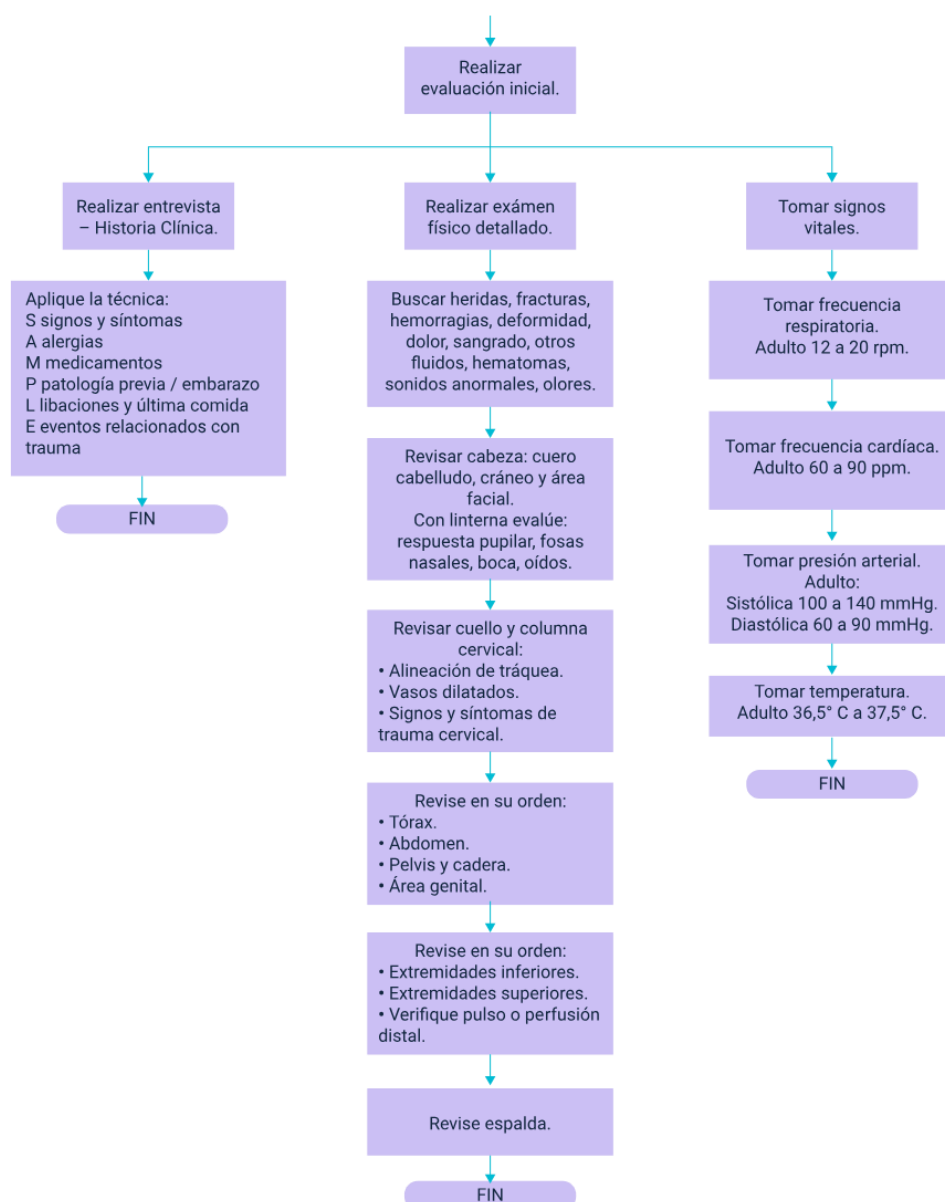 Realizar
evaluación inicial.
Realizar entrevista
– Historia Clínica.
Aplique la técnica:
S signos y síntomas
A alergias
M medicamentos
P patología previa / embarazo
L libaciones y última comida
E eventos relacionados con
trauma
FIN
Realizar exámen
físico detallado.
Buscar heridas, fracturas,
hemorragias, deformidad,
dolor, sangrado, otros
fluidos, hematomas,
sonidos anormales, olores.
Revisar cabeza: cuero
cabelludo, cráneo y área
facial.
Con linterna evalúe:
respuesta pupilar, fosas
nasales, boca, oídos.
Revisar cuello y columna
cervical:
• Alineación de tráquea.
• Vasos dilatados.
• Signos y síntomas de
trauma cervical.
Revise en su orden:
• Tórax.
• Abdomen.
• Pelvis y cadera.
• Área genital.
Revise en su orden:
• Extremidades inferiores.
• Extremidades superiores.
• Verifique pulso o perfusión
distal.
Revise espalda.
FIN
Tomar signos
vitales.
Tomar frecuencia
respiratoria.
Adulto 12 a 20 rpm.
Tomar frecuencia cardíaca.
Adulto 60 a 90 ppm.
Tomar presión arterial.
Adulto:
Sistólica 100 a 140 mmHg.
Diastólica 60 a 90 mmHg.
Tomar temperatura.
Adulto 36,5° C a 37,5° C.
FIN